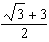 (√3 + 3)/2